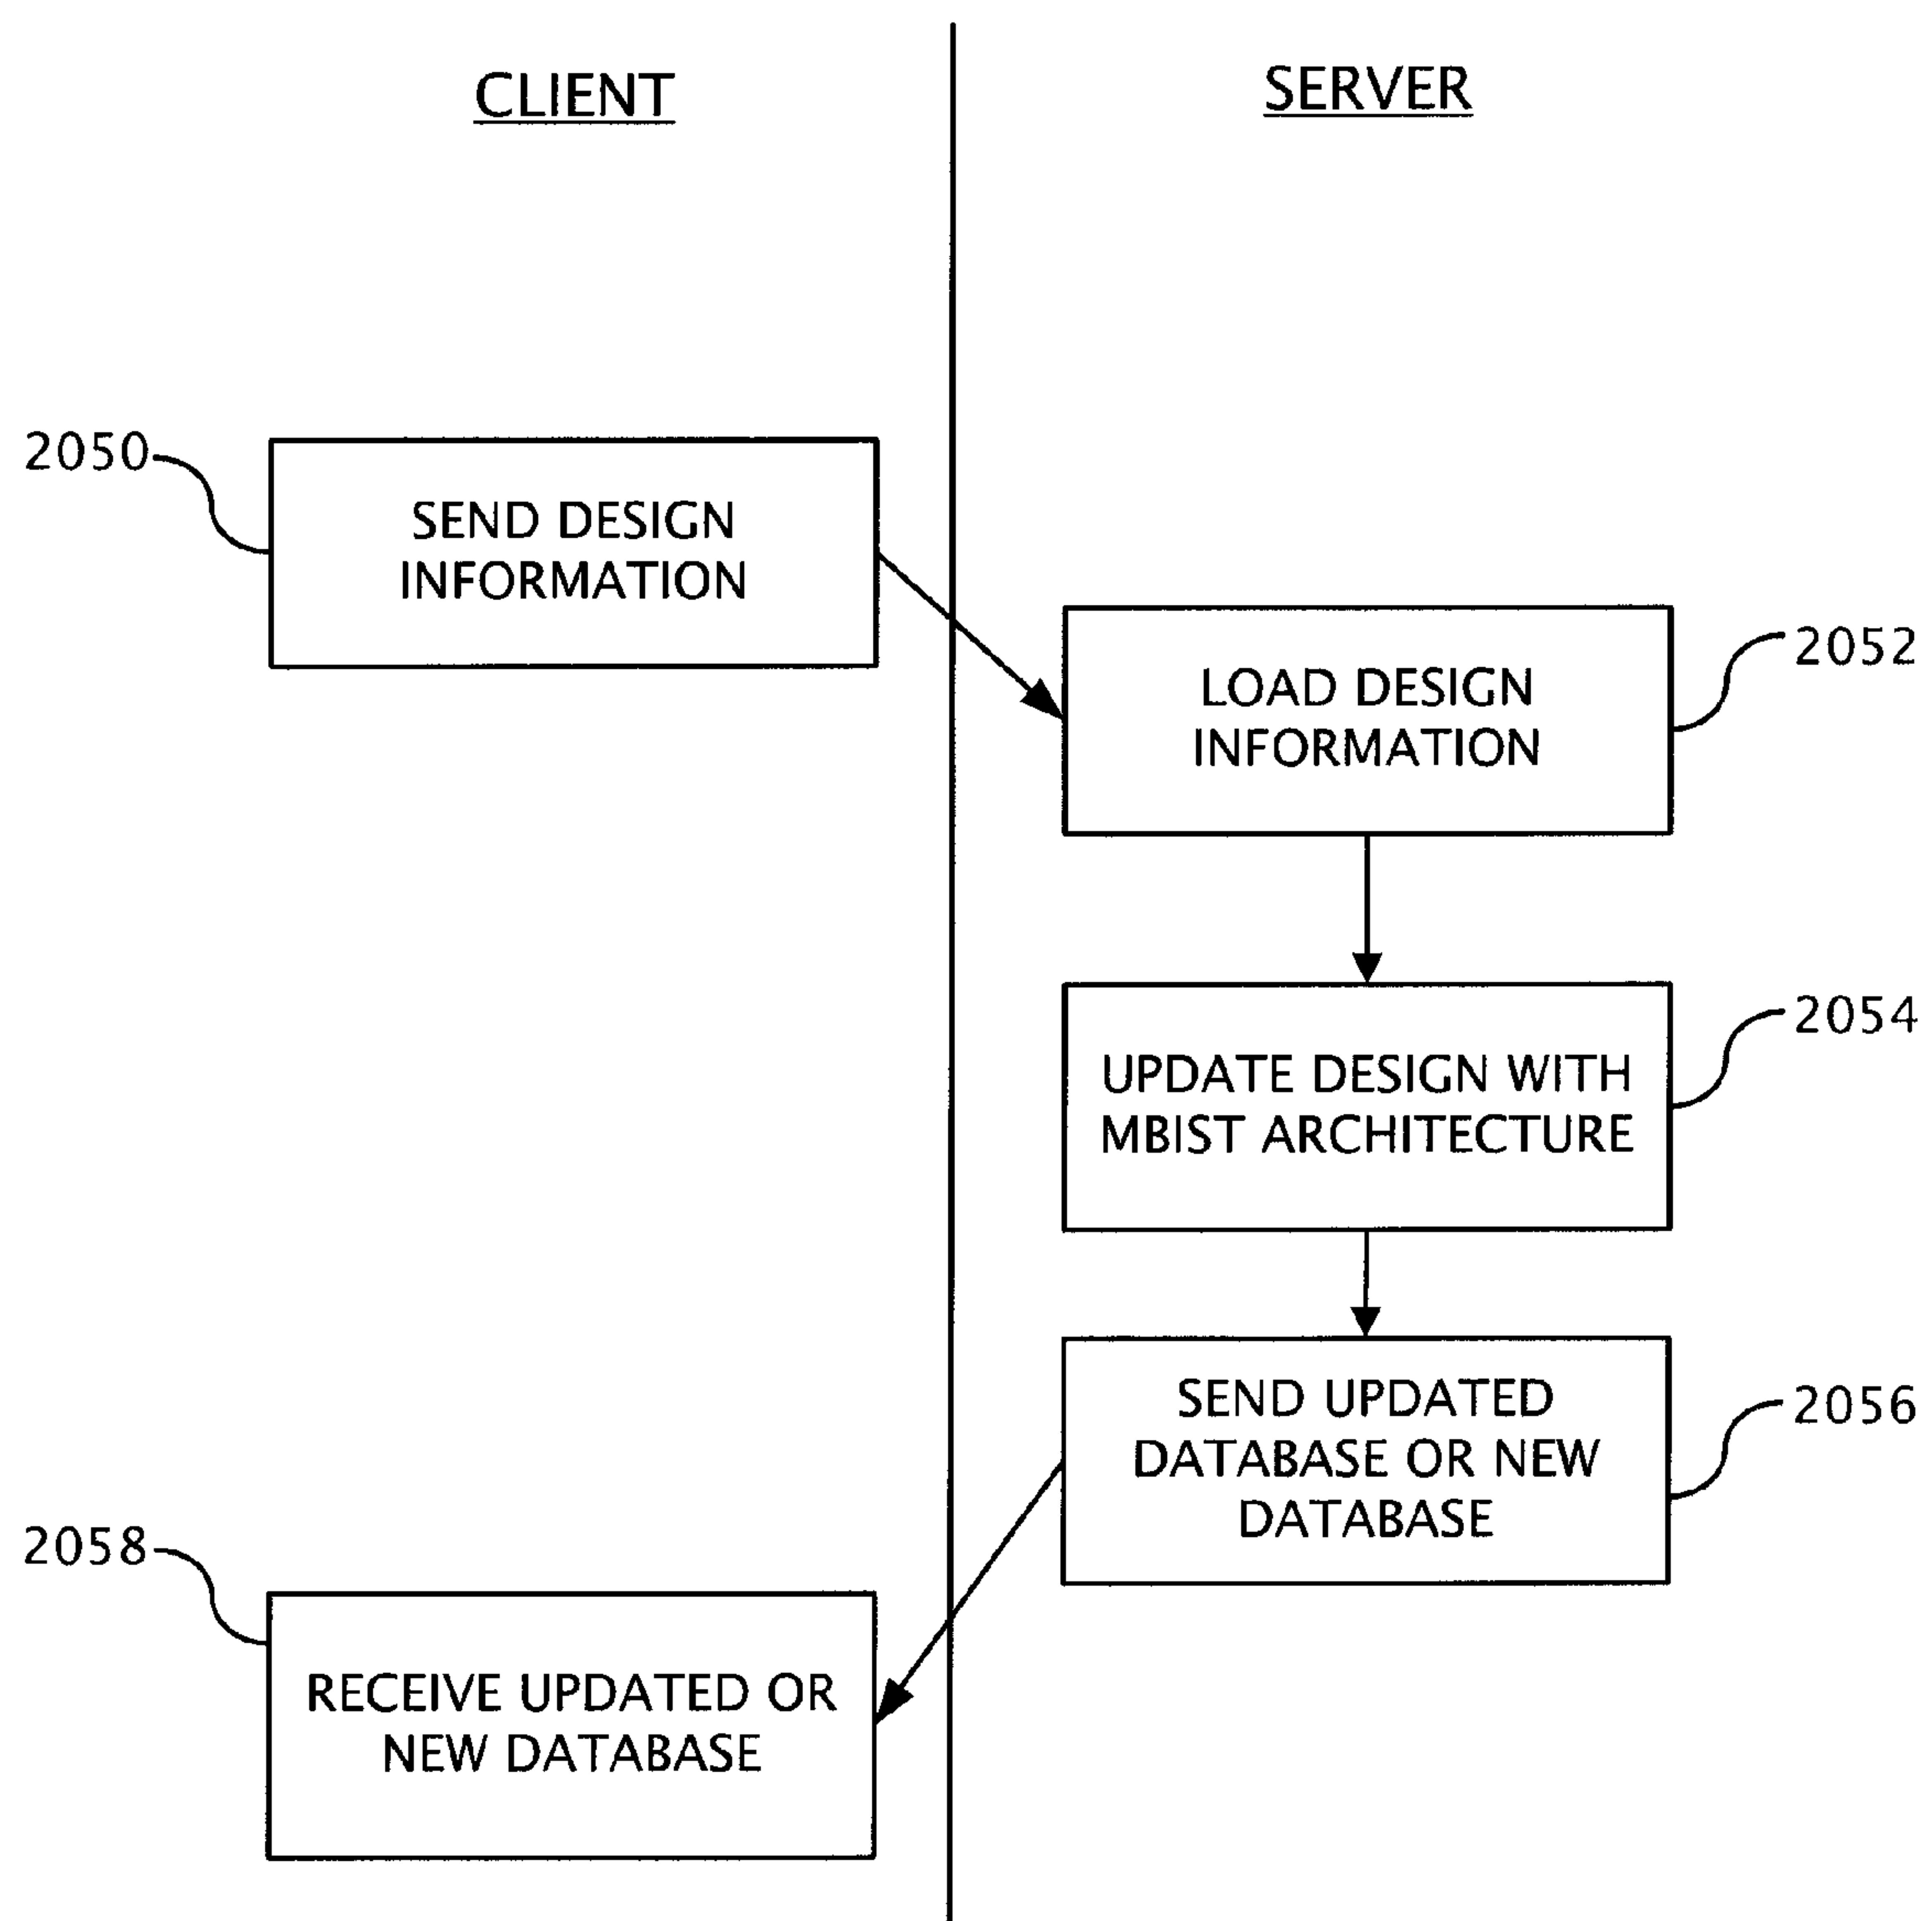 CLIENT
SERVER
2050
SEND DESIGN
INFORMATION
2052
LOAD DESIGN
INFORMATION
2054
UPDATE DESIGN WITH
MBIST ARCHITECTURE
2056
SEND UPDATED
DATABASE OR NEW
DATABASE
2058
RECEIVE UPDATED OR
NEW DATABASE